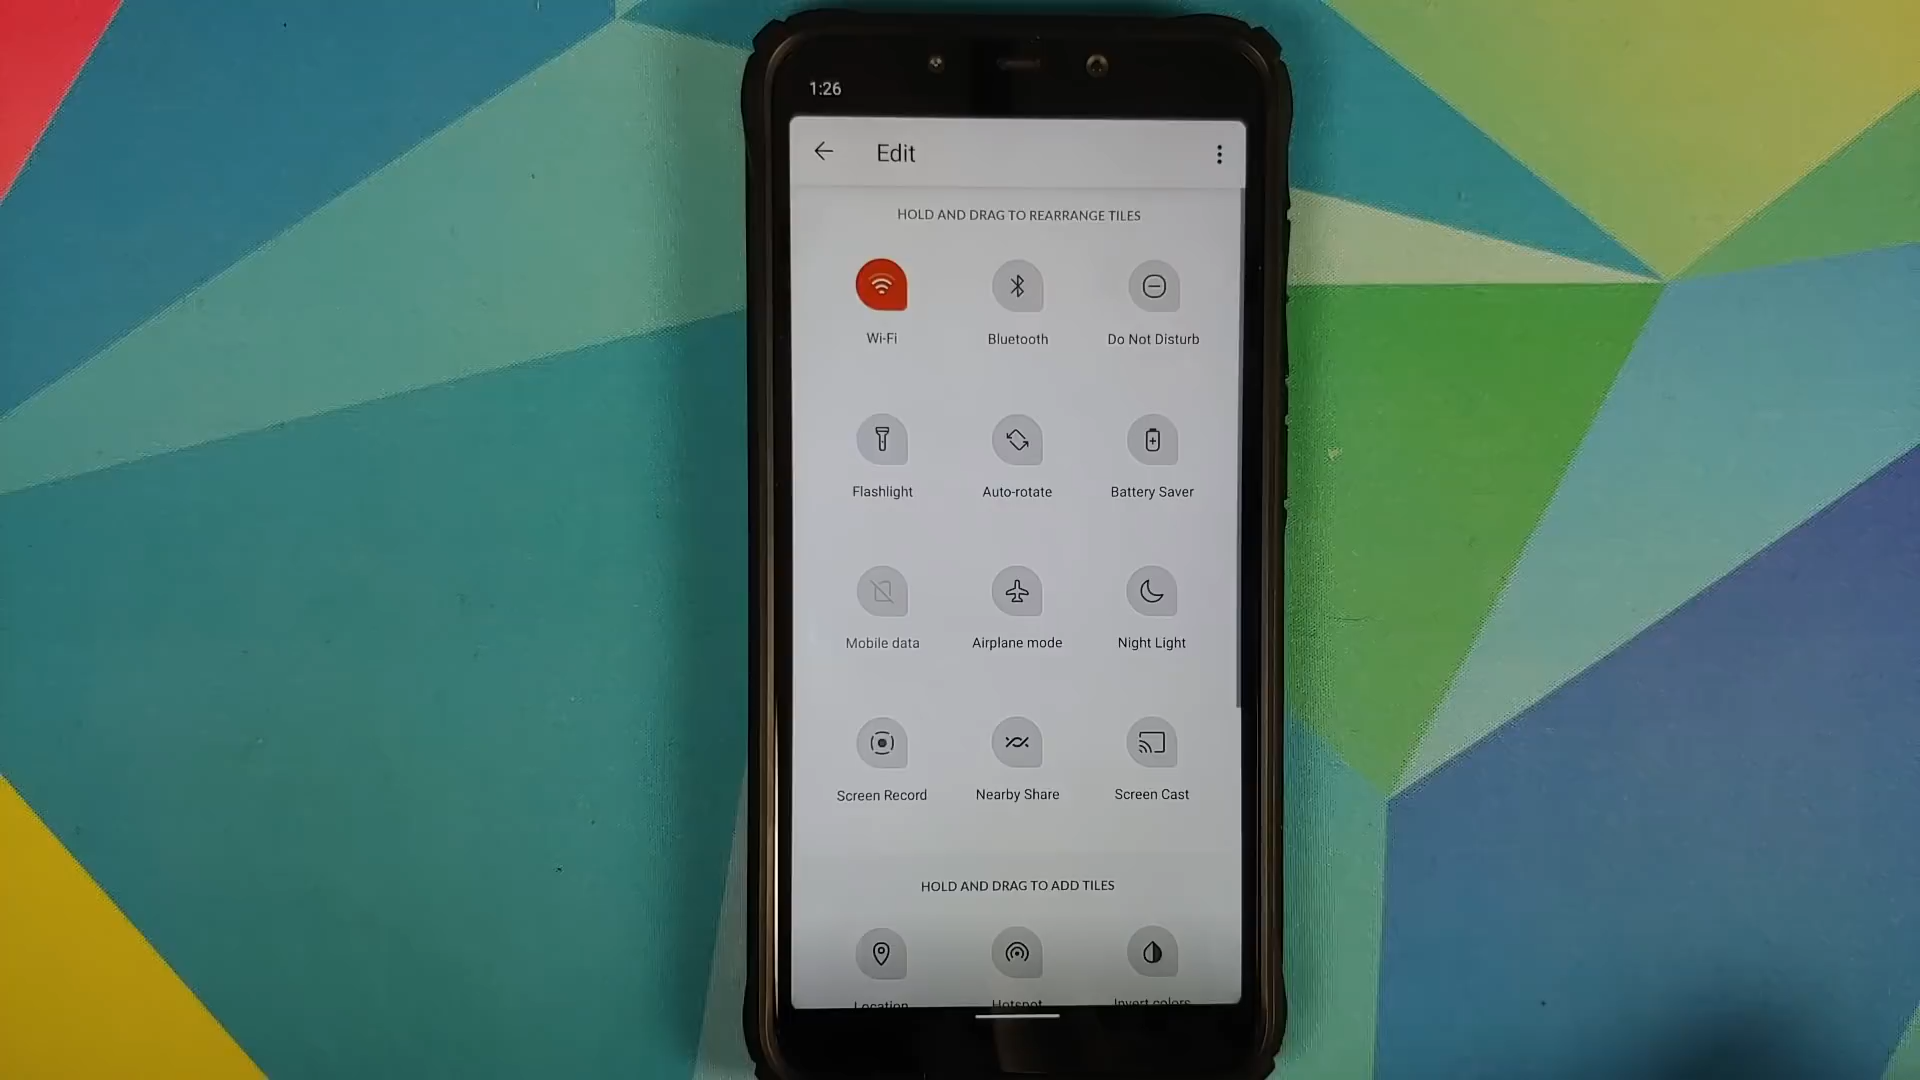 1:26
Edit
HOLD AND DRAG TO REARRANGE TILES
Wi-Fi Bluetooth Do Not Disturb
Flashlight Auto-rotate Battery Saver
Mobile data Airplane mode Night Light
Screen Record Nearby Share Screen Cast
HOLD AND DRAG TO ADD TILES
Location Hotspot Invert colors